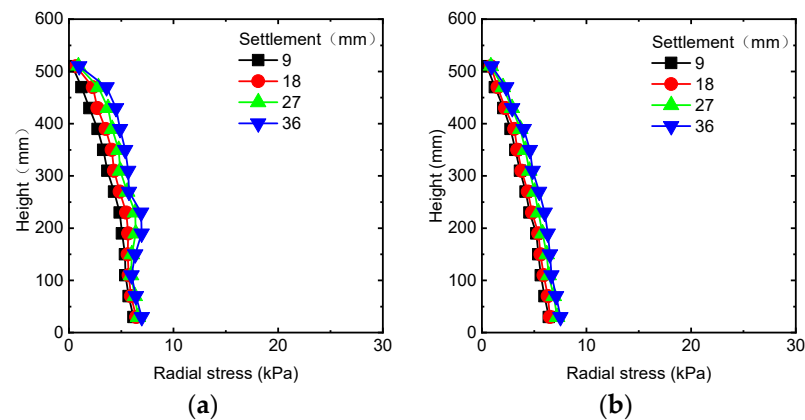 600
500
400
300
200
100
0
Height（mm）
0 10 20 30
Radial stress (kPa)
Settlement（mm）
9
18
27
36
(a)
600
500
400
300
200
100
0
Height (mm)
0 10 20 30
Radial stress (kPa)
Settlement（mm）
9
18
27
36
(b)